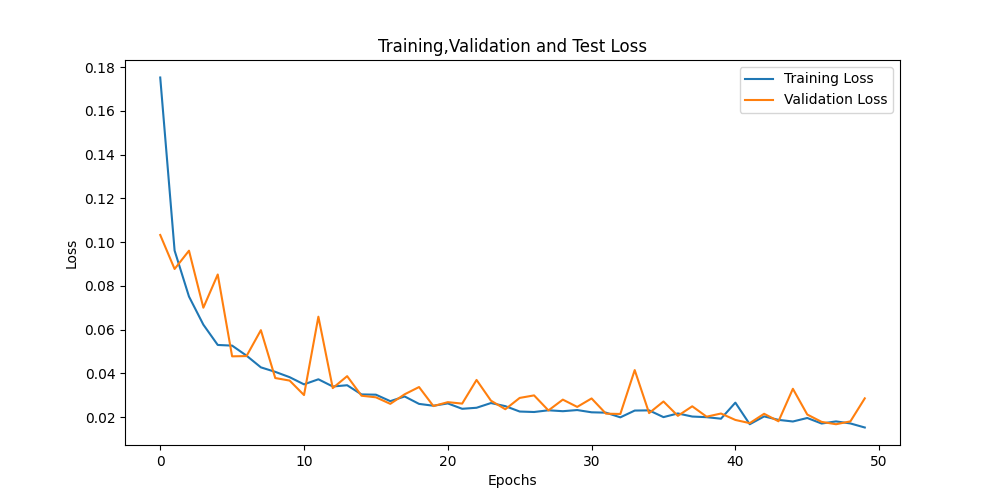 Training,Validation and Test Loss
Training Loss
Validation Loss
0.18
0.16
0.14
0.12
0.10
0.08
0.06
0.04
0.02
Loss
0 10 20 30 40 50
Epochs